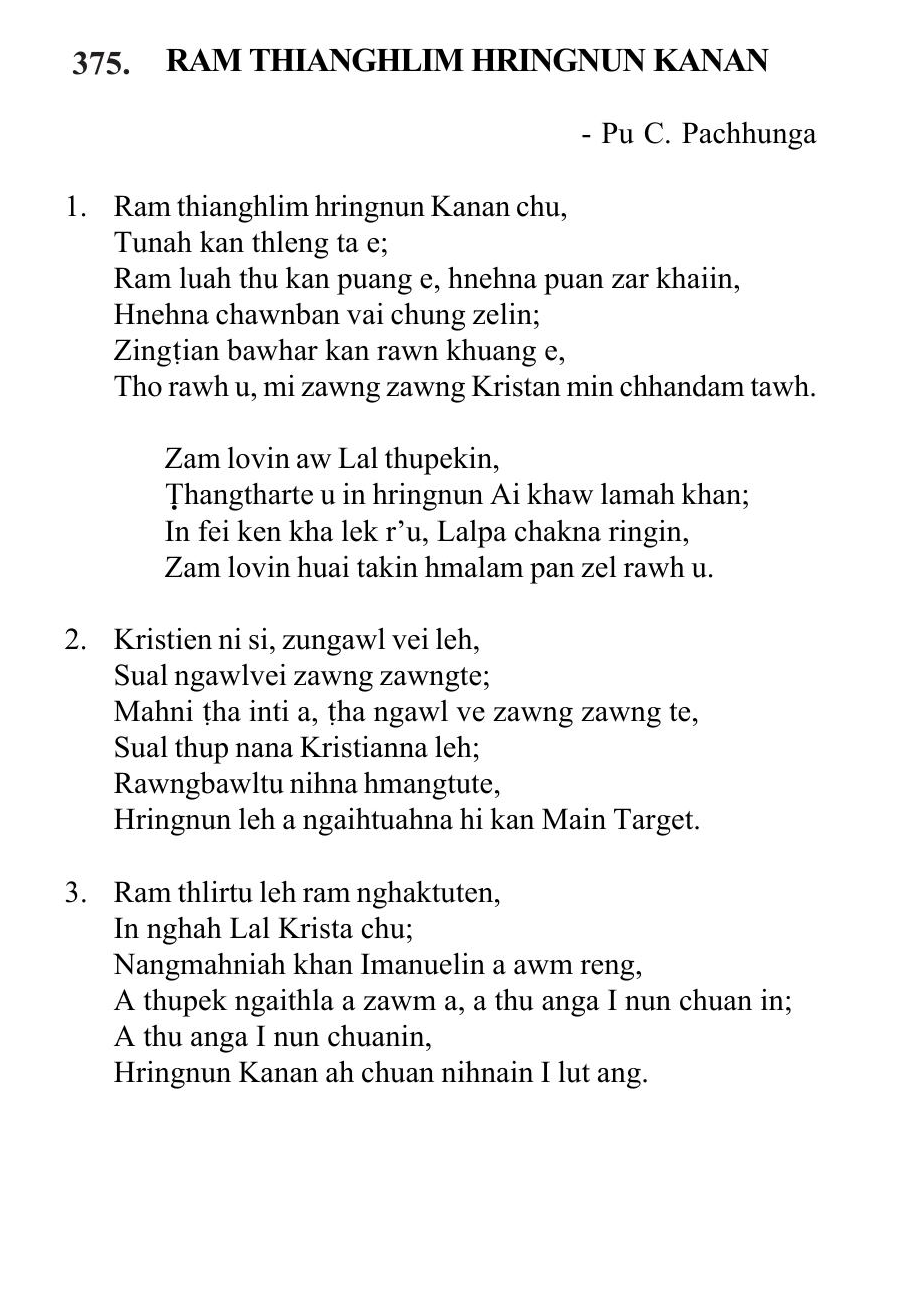 375. RAM THIANGHLIM HRINGNUN KANAN
- Pu C. Pachhunga
1. Ram thianghlim hringnun Kanan chu,
Tunah kan thleng ta e;
Ram luah thu kan puang e, hnehna puan zar khaiin,
Hnehna chawnban vai chung zelin;
Zingṭian bawhar kan rawn khuang e,
Tho rawh u, mi zawng zawng Kristan min chhandam tawh.
Zam lovin aw Lal thupekin,
Ṭhangtharte u in hringnun Ai khaw lamah khan;
In fei ken kha lek r’u, Lalpa chakna ringin,
Zam lovin huai takin hmalam pan zel rawh u.
2. Kristien ni si, zungawl vei leh,
Sual ngawlvei zawng zawngte;
Mahni ṭha inti a, ṭha ngawl ve zawng zawng te,
Sual thup nana Kristianna leh;
Rawngbawltu nihna hmangtute,
Hringnun leh a ngaihtuahna hi kan Main Target.
3. Ram thlirtu leh ram nghaktuten,
In nghah Lal Krista chu;
Nangmahniah khan Imanuelin a awm reng,
A thupek ngaithla a zawm a, a thu anga I nun chuan in;
A thu anga I nun chuanin,
Hringnun Kanan ah chuan nihnain I lut ang.